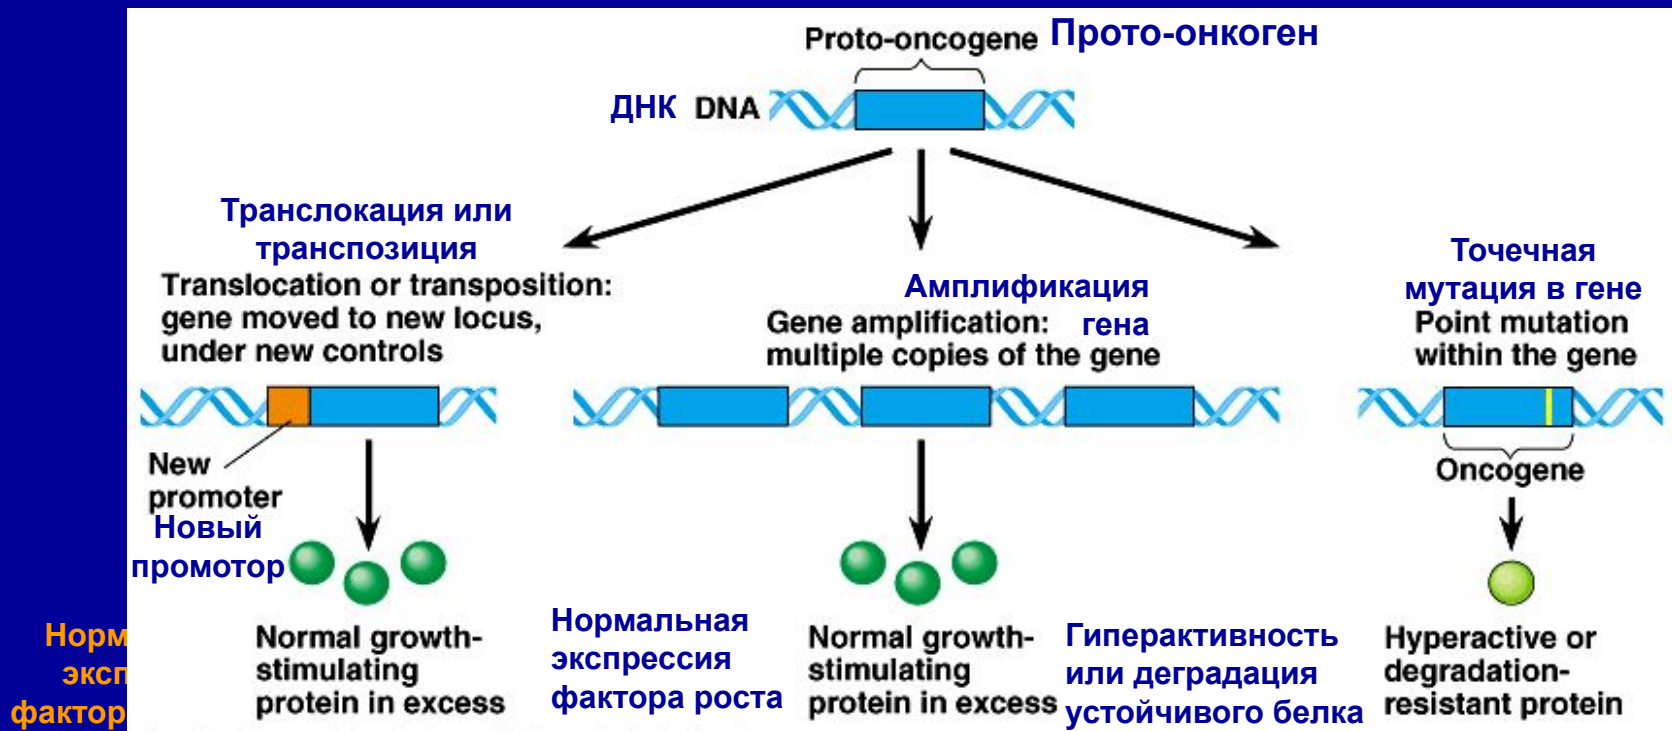 Proto-oncogene Прото-онкоген
ДНК DNA
Транслокация или
транспозиция
Translocation or transposition:
gene moved to new locus,
under new controls
Амплификация
гена
Gene amplification:
multiple copies of the gene
Точечная
мутация в гене
Point mutation
within the gene
New
promoter
Новый
промотор
Oncogene
Норм
эксп
фактор
Normal growth-
stimulating
protein in excess
Нормальная
экспрессия
фактора роста
Normal growth-
stimulating
protein in excess
Гиперактивность
или деградация
устойчивого белка
Hyperactive or
degradation-
resistant protein